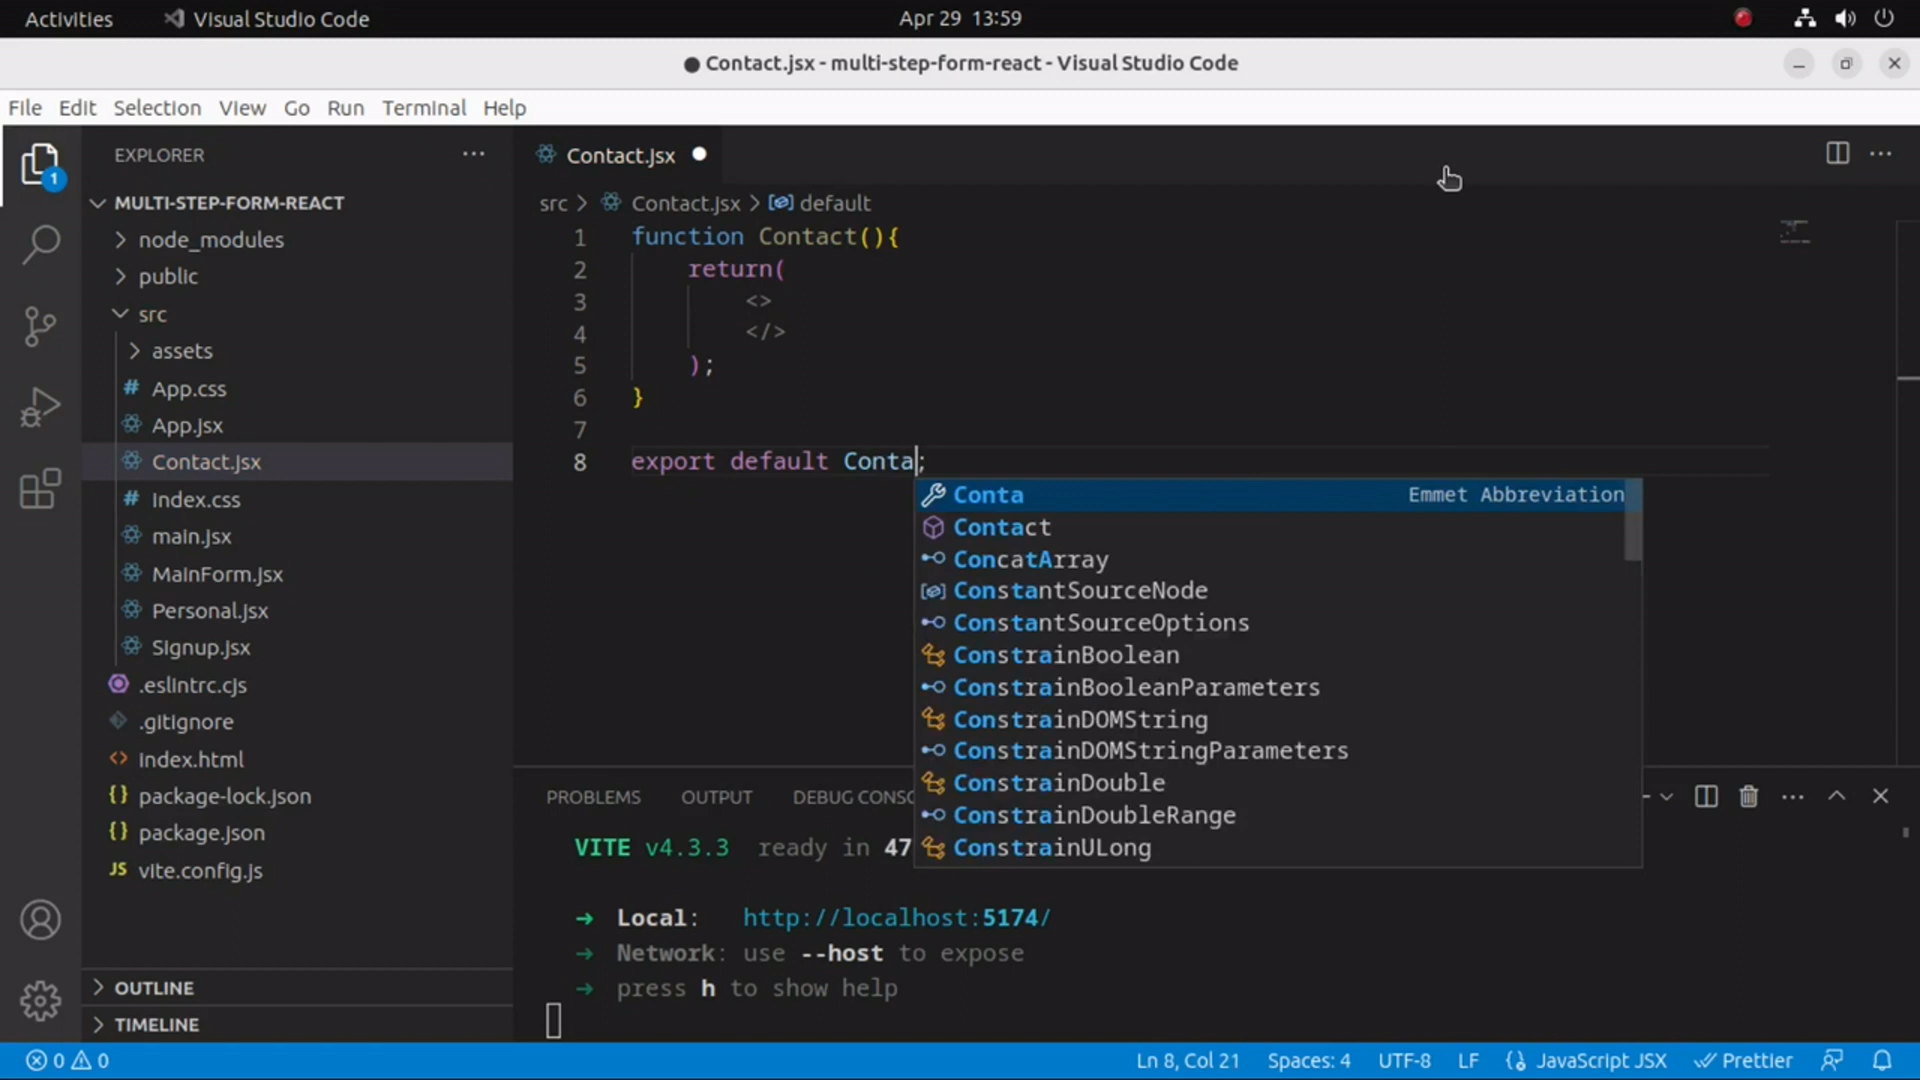 Activities
Visual Studio Code
Apr 29 13:59
Contact.jsx - multi-step-form-react - Visual Studio Code
File Edit Selection View Go Run Terminal Help
1
EXPLORER
MULTI-STEP-FORM-REACT
node_modules
public
src
assets
# App.css
App.jsx
Contact.jsx
# index.css
main.jsx
MainForm.jsx
Personal.jsx
Signup.jsx
.eslintrc.cjs
.gitignore
<> index.html
{} package-lock.json
{} package.json
JS vite.config.js
OUTLINE
TIMELINE
Contact.jsx
src > Contact.jsx > default
1 function Contact(){
2 return(
3 <>
4 </>
5 );
6 }
7
8 export default Conta;
Conta Emmet Abbreviation
Contact
ConcatArray
ConstantSourceNode
ConstantSourceOptions
ConstrainBoolean
ConstrainBooleanParameters
ConstrainDOMString
ConstrainDOMStringParameters
ConstrainDouble
ConstrainDoubleRange
ConstrainULong
PROBLEMS OUTPUT DEBUG CONSO
VITE v4.3.3 ready in 47
➜ Local: http://localhost:5174/
➜ Network: use --host to expose
➜ press h to show help
0 0
Ln 8, Col 21 Spaces: 4 UTF-8 LF {} JavaScript JSX Prettier